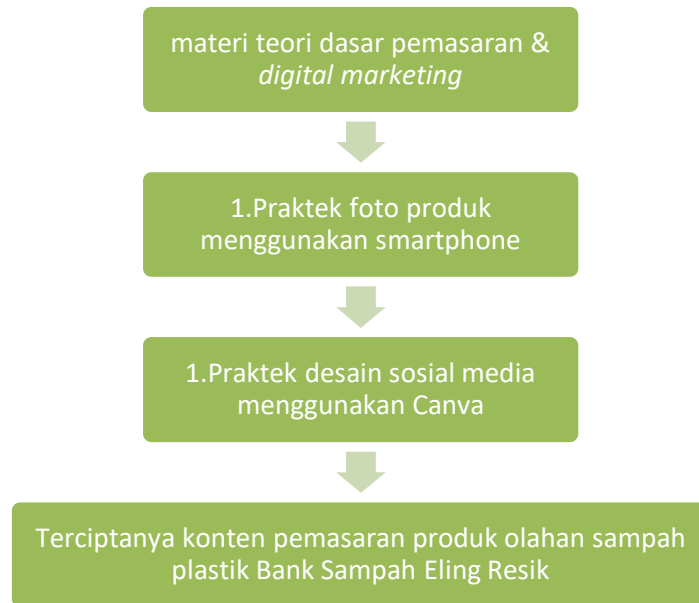 materi teori dasar pemasaran &
digital marketing
1.Praktek foto produk
menggunakan smartphone
1.Praktek desain sosial media
menggunakan Canva
Terciptanya konten pemasaran produk olahan sampah
plastik Bank Sampah Eling Resik